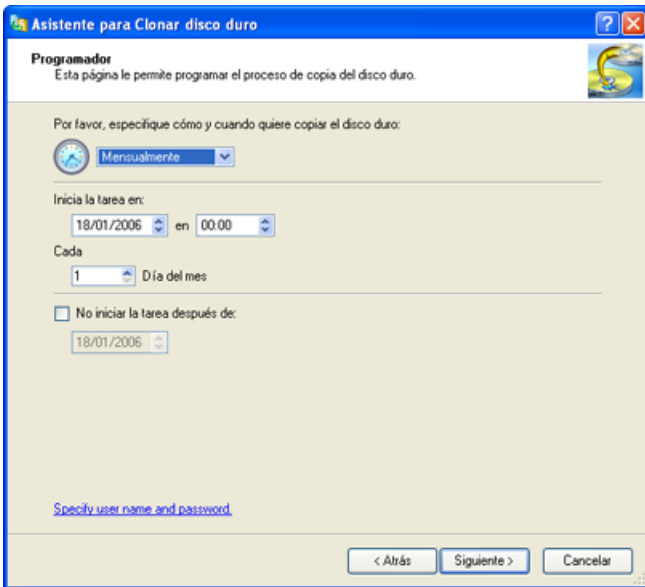 Asistente para Clonar disco duro
Programador
Esta página le permite programar el proceso de copia del disco duro.
Por favor, especifique cómo y cuando quiere copiar el disco duro:
Mensualmente
Inicia la tarea en:
18/01/2006 en 00:00
Cada
1 Día del mes
No iniciar la tarea después de:
18/01/2006
Specify user name and password.
< Atrás Siguiente > Cancelar